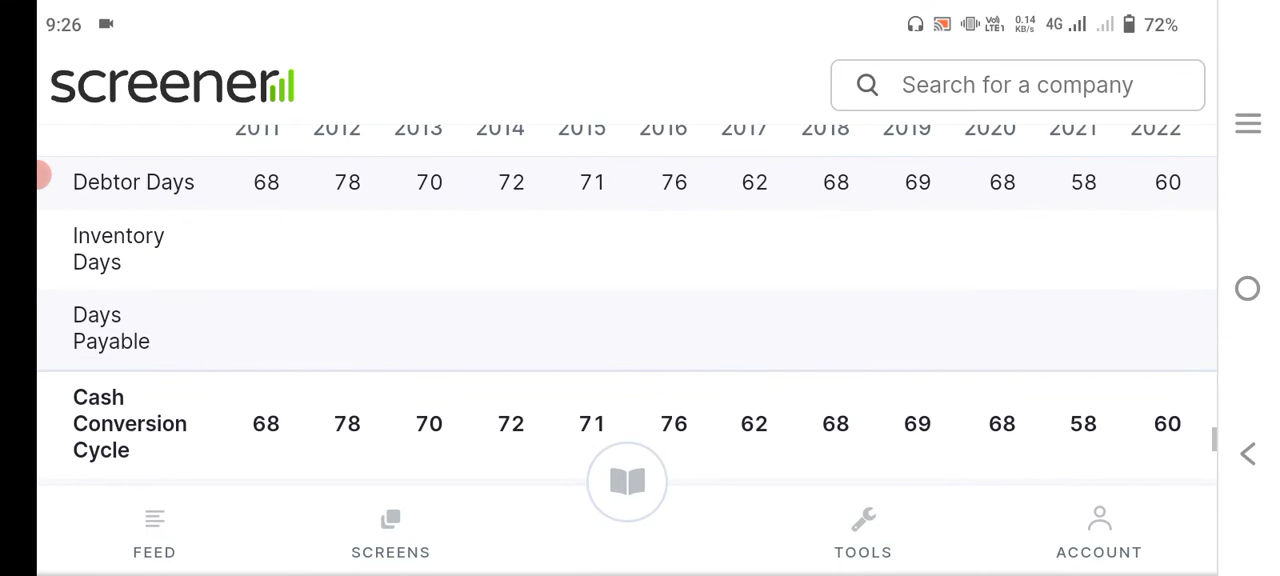 9:26 Vo) LTE1 0.14 KB/s 4G 72%
screener Search for a company
2011 2012 2013 2014 2015 2016 2017 2018 2019 2020 2021 2022
Debtor Days 68 78 70 72 71 76 62 68 69 68 58 60
Inventory
Days
Days
Payable
Cash
Conversion 68 78 70 72 71 76 62 68 69 68 58 60
Cycle
FEED SCREENS TOOLS ACCOUNT